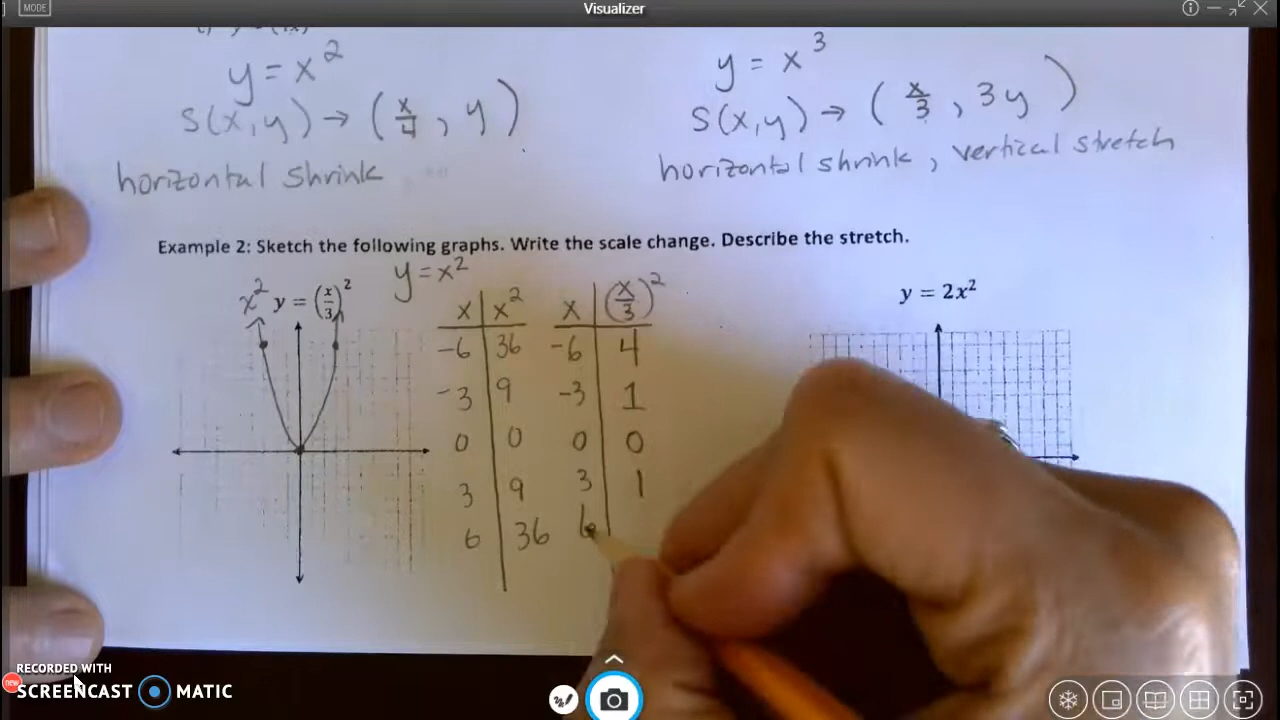 MODE
Visualizer
y = x²
S(x,y) → (x/4, y)
horizontal shrink
y = x³
S(x,y) → (x/3, 3y)
horizontal shrink, vertical stretch
Example 2: Sketch the following graphs. Write the scale change. Describe the stretch.
x² y = (x/3)²
y = x²
x | x² x | (x/3)²
-6 | 36 -6 | 4
-3 | 9 -3 | 1
0 | 0 0 | 0
3 | 9 3 | 1
6 | 36 6
y = 2x²
RECORDED WITH
SCREENCAST MATIC
new